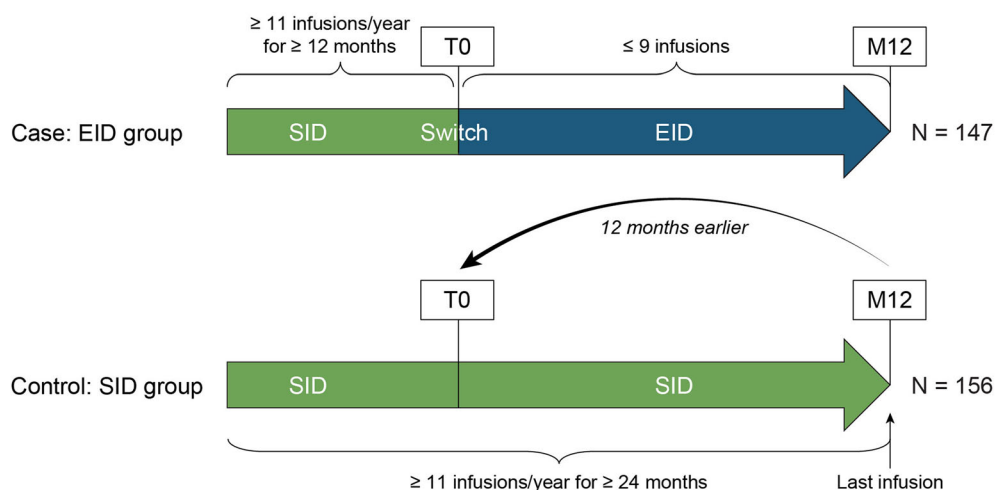 ≥ 11 infusions/year
for ≥ 12 months
T0
≤ 9 infusions
M12
Case: EID group
SID
Switch
EID
N = 147
12 months earlier
T0
M12
Control: SID group
SID
SID
N = 156
≥ 11 infusions/year for ≥ 24 months
Last infusion